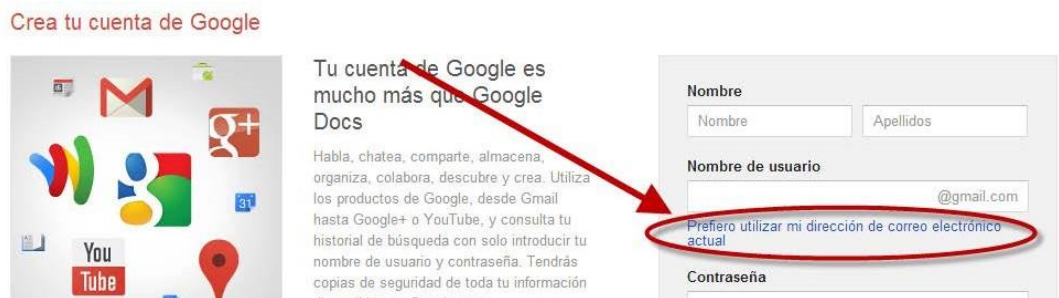 Crea tu cuenta de Google
g+
31
You
Tube
g
Tu cuenta de Google es
mucho más que Google
Docs
Habla, chatea, comparte, almacena,
organiza, colabora, descubre y crea. Utiliza
los productos de Google, desde Gmail
hasta Google+ o YouTube, y consulta tu
historial de búsqueda con solo introducir tu
nombre de usuario y contraseña. Tendrás
copias de seguridad de toda tu información
Nombre
Nombre
Apellidos
Nombre de usuario
@gmail.com
Prefiero utilizar mi dirección de correo electrónico
actual
Contraseña